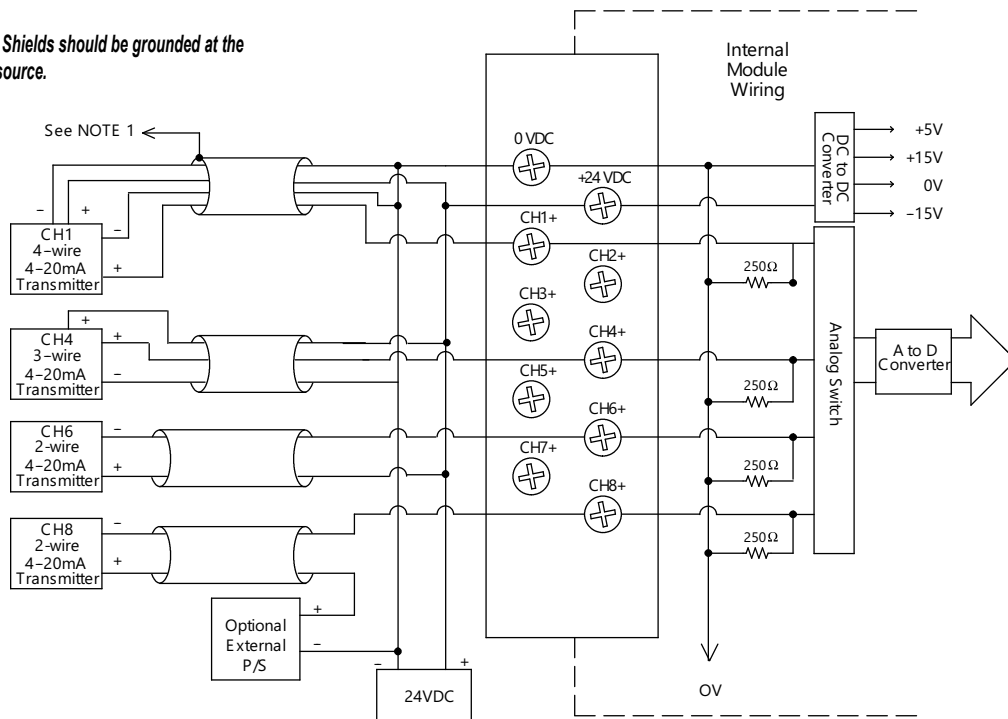 Shields should be grounded at the
source.
See NOTE 1
Internal
Module
Wiring
0 VDC
+24 VDC
CH1+
CH2+
CH3+
CH4+
CH5+
CH6+
CH7+
CH8+
DC to DC
Converter
+5V
+15V
0V
–15V
– +
–
+
CH1
4–wire
4–20mA
Transmitter
+
+
–
CH4
3-wire
4–20mA
Transmitter
–
+
CH6
2-wire
4–20mA
Transmitter
–
+
CH8
2-wire
4–20mA
Transmitter
Optional
External
P/S
+
–
– +
24VDC
250Ω
250Ω
250Ω
250Ω
Analog Switch
A to D
Converter
OV